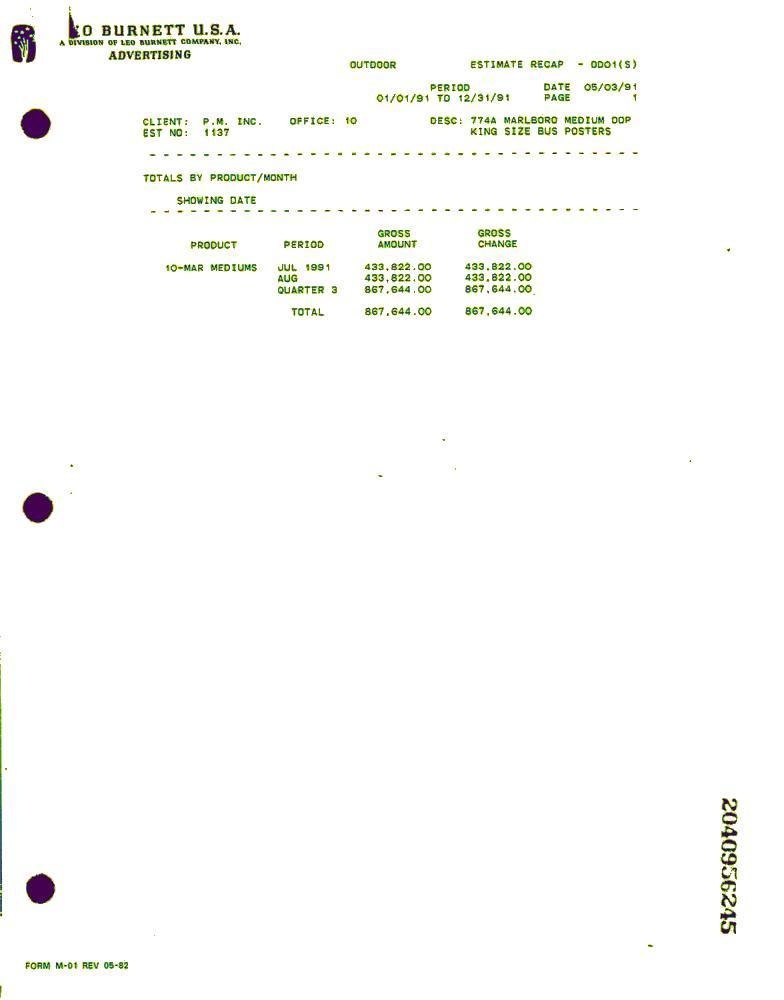 LEO BURNETT U.S.A.
A DIVISION OF LEO BURNETT COMPANY, INC.
ADVERTISING
OUTDOOR ESTIMATE RECAP - ODO1(S)
PERIOD DATE 05/03/91
01/01/91 TO 12/31/91 PAGE 1
CLIENT: P.M. INC. OFFICE: 10 DESC: 774A MARLBORO MEDIUM OOP
EST NO: 1137 KING SIZE BUS POSTERS
TOTALS BY PRODUCT/MONTH
SHOWING DATE
GROSS GROSS
PRODUCT PERIOD AMOUNT CHANGE
10-MAR MEDIUMS JUL 1991 433,822.00 433,822.00
AUG 433,822.00 433,822.00
QUARTER 3 867,644.00 867,644.00
TOTAL 867,644.00 867,644.00
2040956245
FORM M-01 REV 05-82